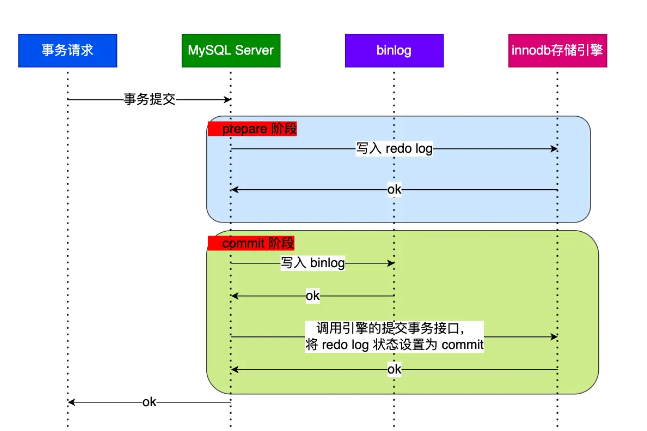 事务请求
MySQL Server
binlog
innodb存储引擎
事务提交
prepare 阶段
写入 redo log
ok
commit 阶段
写入 binlog
ok
调用引擎的提交事务接口,
将 redo log 状态设置为 commit
ok
ok